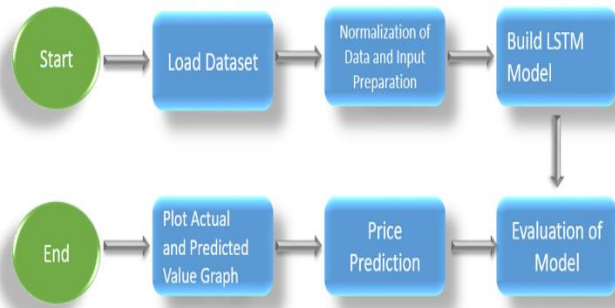 Start
Load Dataset
Normalization of
Data and Input
Preparation
Build LSTM
Model
End
Plot Actual
and Predicted
Value Graph
Price
Prediction
Evaluation of
Model